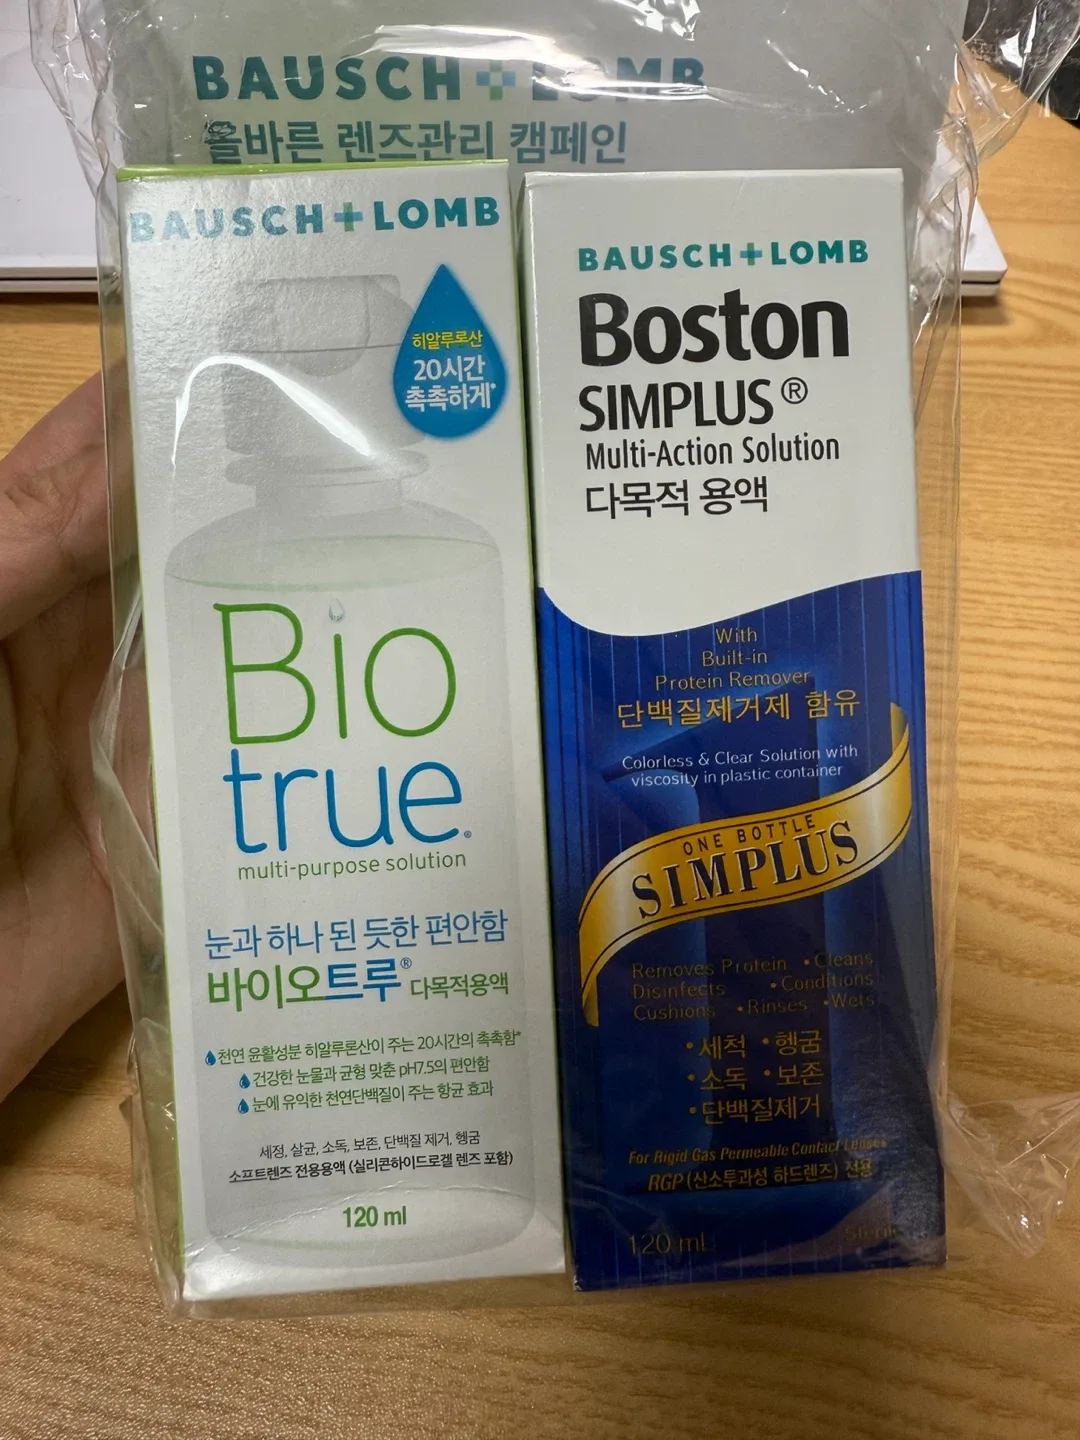 BAUSCH+LOMB
올바른 렌즈관리 캠페인
BAUSCH+LOMB
히알루로산
20시간
촉촉하게*
Bio
true®
multi-purpose solution
눈과 하나 된 듯한 편안함
바이오트루® 다목적용액
천연 윤활성분 히알루론산이 주는 20시간의 촉촉함*
건강한 눈물과 균형 맞춘 pH7.5의 편안함
눈에 유익한 천연단백질이 주는 항균 효과
세정, 살균, 소독, 보존, 단백질 제거, 헹굼
소프트렌즈 전용용액 (실리콘하이드로겔 렌즈 포함)
120 ml
BAUSCH+LOMB
Boston
SIMPLUS®
Multi-Action Solution
다목적 용액
With
Built-in
Protein Remover
단백질제거제 함유
Colorless & Clear Solution with
viscosity in plastic container
ONE BOTTLE
SIMPLUS
Removes Protein •Cleans
Disinfects •Conditions
Cushions •Rinses •Wets
•세척 •헹굼
•소독 •보존
•단백질제거
For Rigid Gas Permeable Contact Lenses
RGP (산소투과성 하드렌즈) 전용
120 mL